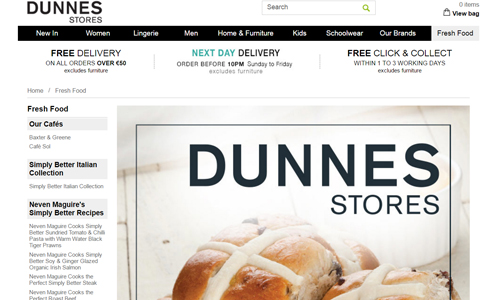 DUNNES
STORES
Search
0 items
View bag
New In Women Lingerie Men Home & Furniture Kids Schoolwear Our Brands Fresh Food
FREE DELIVERY
ON ALL ORDERS OVER €50
excludes furniture
NEXT DAY DELIVERY
ORDER BEFORE 10PM Sunday to Friday
excludes furniture
FREE CLICK & COLLECT
WITHIN 1 TO 3 WORKING DAYS
excludes furniture
Home / Fresh Food
Fresh Food
Our Cafés
Baxter & Greene
Café Sol
Simply Better Italian
Collection
Simply Better Italian Collection
Neven Maguire's
Simply Better Recipes
Neven Maguire Cooks Simply
Better Sundried Tomato & Chilli
Pasta with Warm Water Black
Tiger Prawns
Neven Maguire Cooks Simply
Better Soy & Ginger Glazed
Organic Irish Salmon
Neven Maguire Cooks the
Perfect Simply Better Steak
Neven Maguire Cooks the
Perfect Roast Beef
DUNNES
STORES